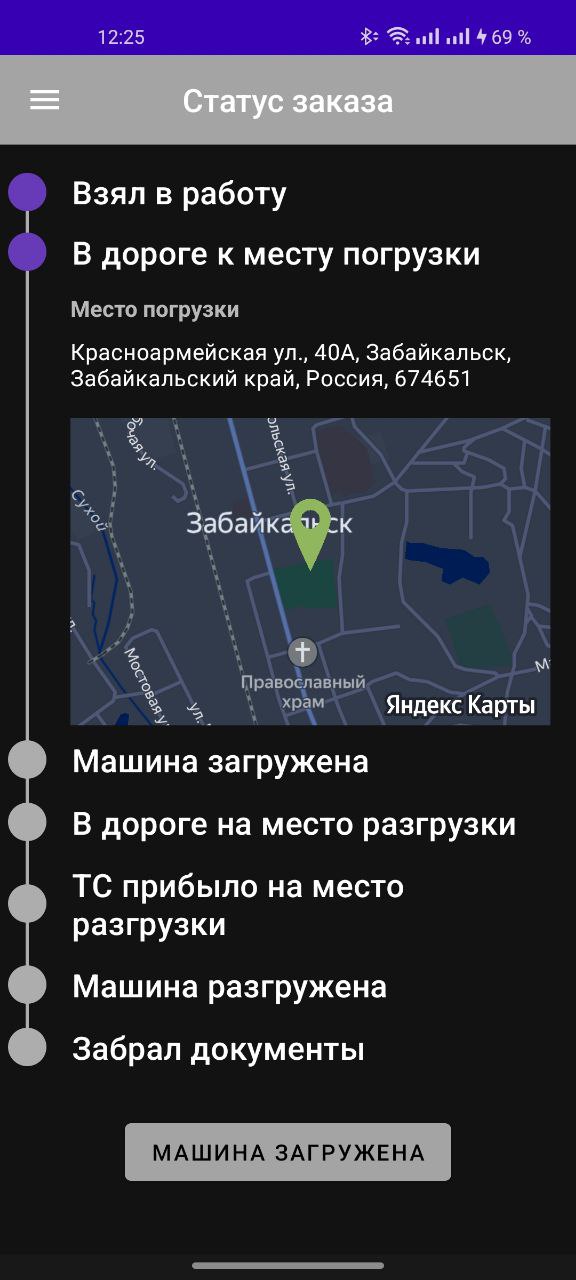 12:25
69 %
Статус заказа
Взял в работу
В дороге к месту погрузки
Место погрузки
Красноармейская ул., 40А, Забайкальск,
Забайкальский край, Россия, 674651
Сухой
Забайкальск
Мостовая у
ул.
Православный
храм
Яндекс Карты
Машина загружена
В дороге на место разгрузки
ТС прибыло на место
разгрузки
Машина разгружена
Забрал документы
МАШИНА ЗАГРУЖЕНА